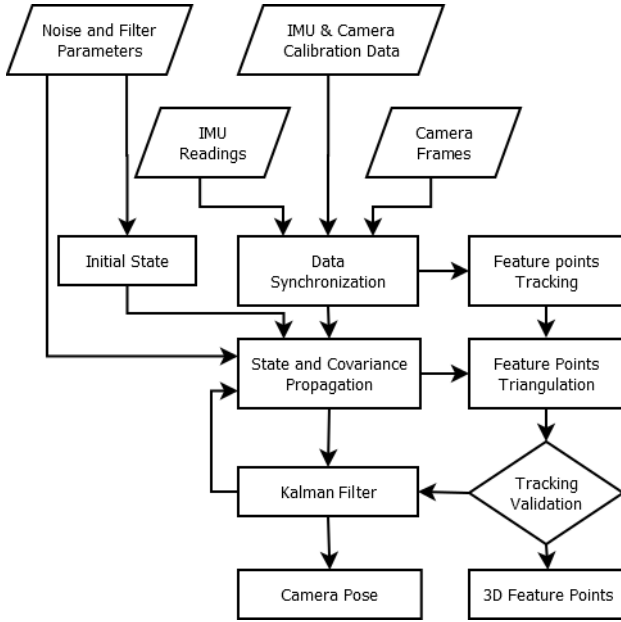 Noise and Filter
Parameters
IMU & Camera
Calibration Data
IMU
Readings
Camera
Frames
Initial State
Data
Synchronization
Feature points
Tracking
State and Covariance
Propagation
Feature Points
Triangulation
Kalman Filter
Tracking
Validation
Camera Pose
3D Feature Points